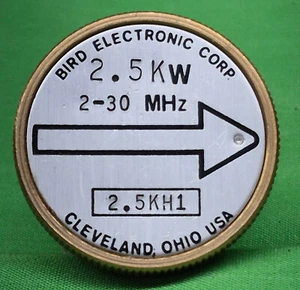 BIRD ELECTRONIC CORP.
2.5KW
2-30 MHz
2.5KH1
CLEVELAND, OHIO USA